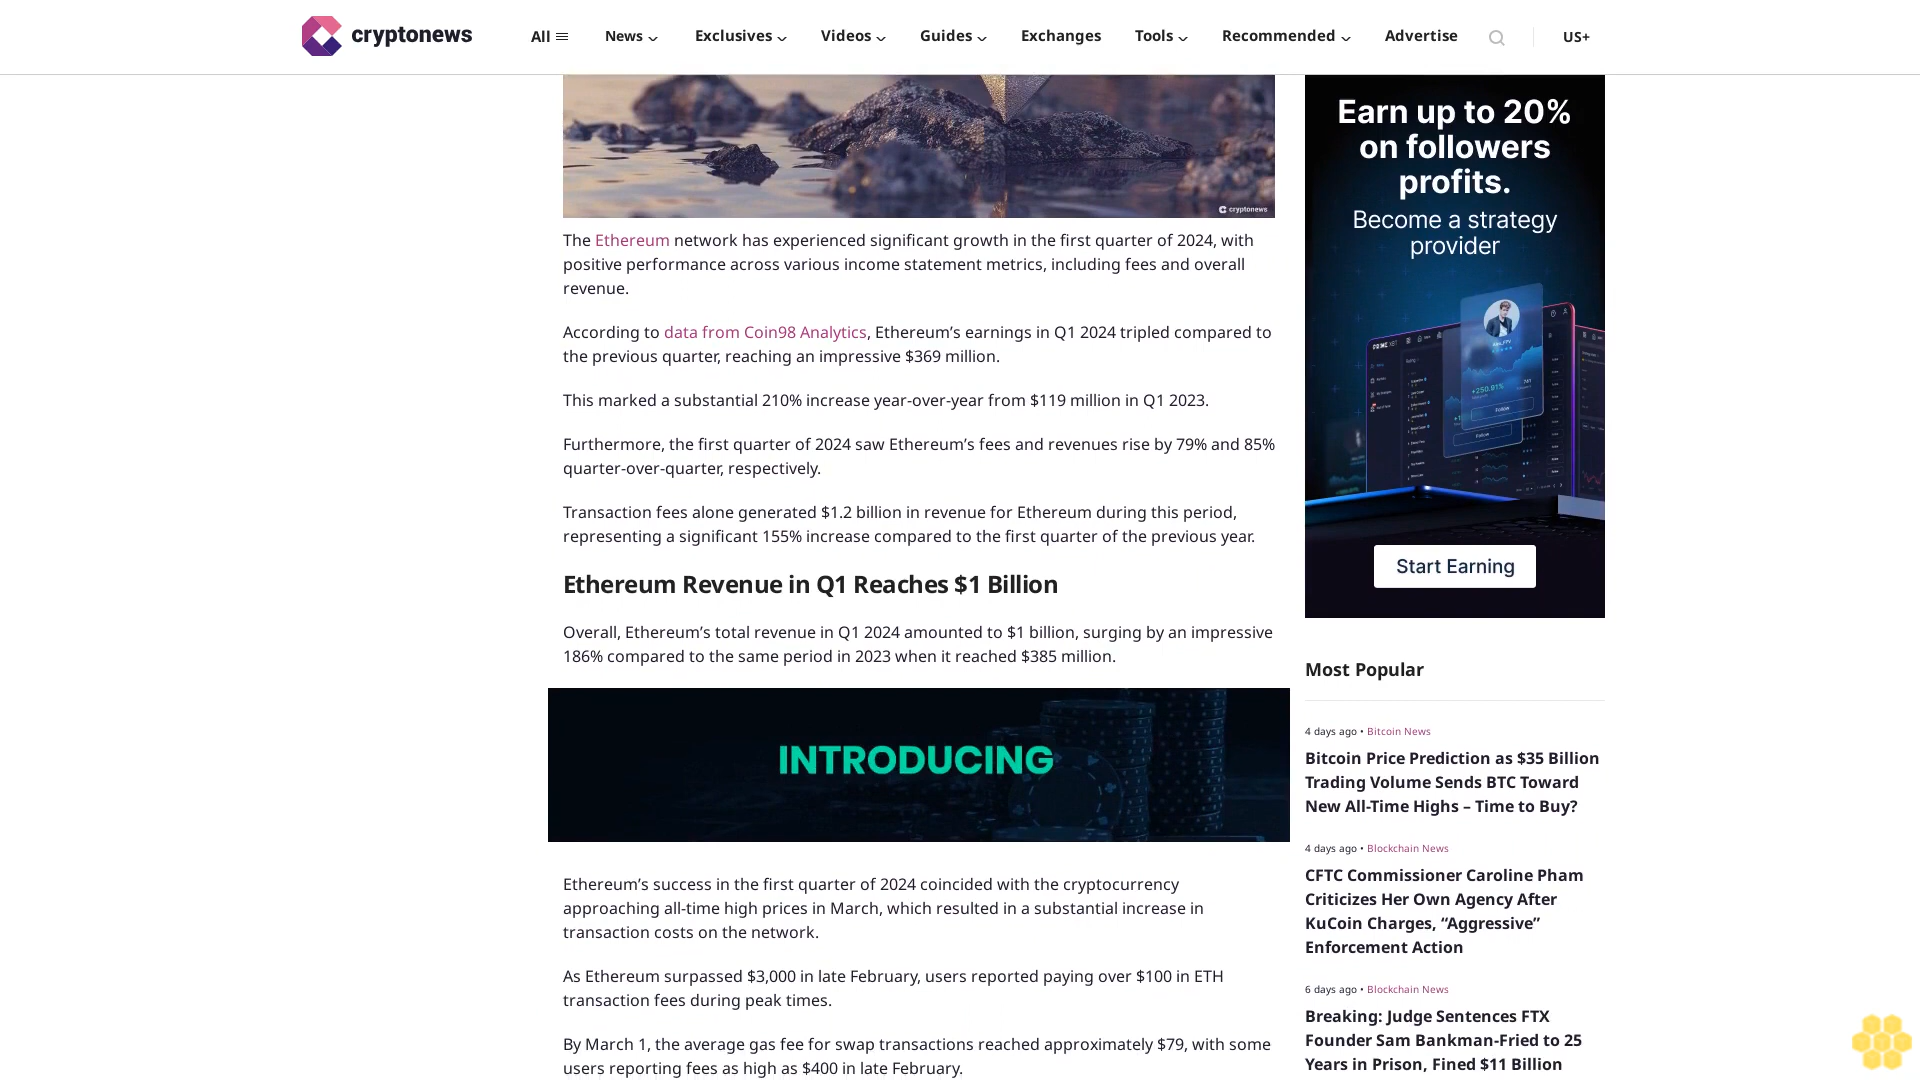 cryptonews
All
News
Exclusives
Videos
Guides
Exchanges
Tools
Recommended
Advertise
US+
cryptonews
The Ethereum network has experienced significant growth in the first quarter of 2024, with
positive performance across various income statement metrics, including fees and overall
revenue.
According to data from Coin98 Analytics, Ethereum’s earnings in Q1 2024 tripled compared to
the previous quarter, reaching an impressive $369 million.
This marked a substantial 210% increase year-over-year from $119 million in Q1 2023.
Furthermore, the first quarter of 2024 saw Ethereum’s fees and revenues rise by 79% and 85%
quarter-over-quarter, respectively.
Transaction fees alone generated $1.2 billion in revenue for Ethereum during this period,
representing a significant 155% increase compared to the first quarter of the previous year.
Ethereum Revenue in Q1 Reaches $1 Billion
Overall, Ethereum’s total revenue in Q1 2024 amounted to $1 billion, surging by an impressive
186% compared to the same period in 2023 when it reached $385 million.
INTRODUCING
Ethereum’s success in the first quarter of 2024 coincided with the cryptocurrency
approaching all-time high prices in March, which resulted in a substantial increase in
transaction costs on the network.
As Ethereum surpassed $3,000 in late February, users reported paying over $100 in ETH
transaction fees during peak times.
By March 1, the average gas fee for swap transactions reached approximately $79, with some
users reporting fees as high as $400 in late February.
Earn up to 20%
on followers
profits.
Become a strategy
provider
PRIME XBT
+250.81%
Follow
Follow
Start Earning
Most Popular
4 days ago • Bitcoin News
Bitcoin Price Prediction as $35 Billion
Trading Volume Sends BTC Toward
New All-Time Highs – Time to Buy?
4 days ago • Blockchain News
CFTC Commissioner Caroline Pham
Criticizes Her Own Agency After
KuCoin Charges, “Aggressive”
Enforcement Action
6 days ago • Blockchain News
Breaking: Judge Sentences FTX
Founder Sam Bankman-Fried to 25
Years in Prison, Fined $11 Billion